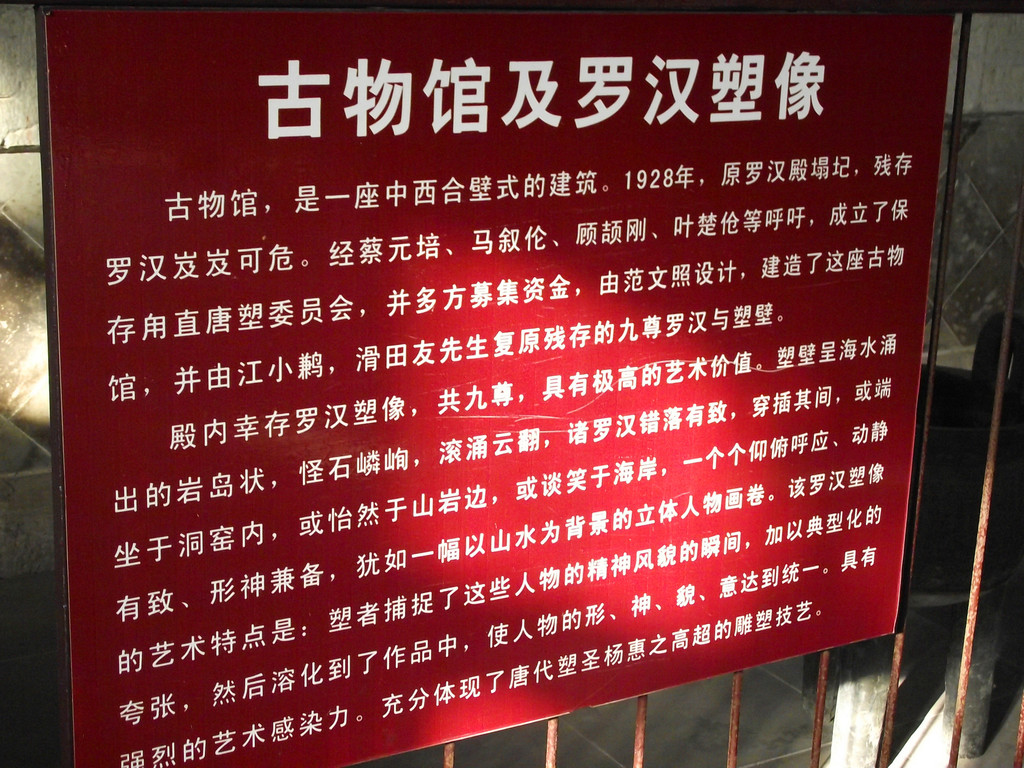 古物馆及罗汉塑像
古物馆，是一座中西合壁式的建筑。1928年，原罗汉殿塌圮，残存
罗汉岌岌可危。经蔡元培、马叙伦、顾颉刚、叶楚伧等呼吁，成立了保
存甪直唐塑委员会，并多方募集资金，由范文照设计，建造了这座古物
馆，并由江小鹣，滑田友先生复原残存的九尊罗汉与塑壁。
殿内幸存罗汉塑像，共九尊，具有极高的艺术价值。塑壁呈海水涌
出的岩岛状，怪石嶙峋，滚涌云翻，诸罗汉错落有致，穿插其间，或端
坐于洞窑内，或怡然于山岩边，或谈笑于海岸，一个个仰俯呼应、动静
有致、形神兼备，犹如一幅以山水为背景的立体人物画卷。该罗汉塑像
的艺术特点是：塑者捕捉了这些人物的精神风貌的瞬间，加以典型化的
夸张，然后溶化到了作品中，使人物的形、神、貌、意达到统一。具有
强烈的艺术感染力。充分体现了唐代塑圣杨惠之高超的雕塑技艺。